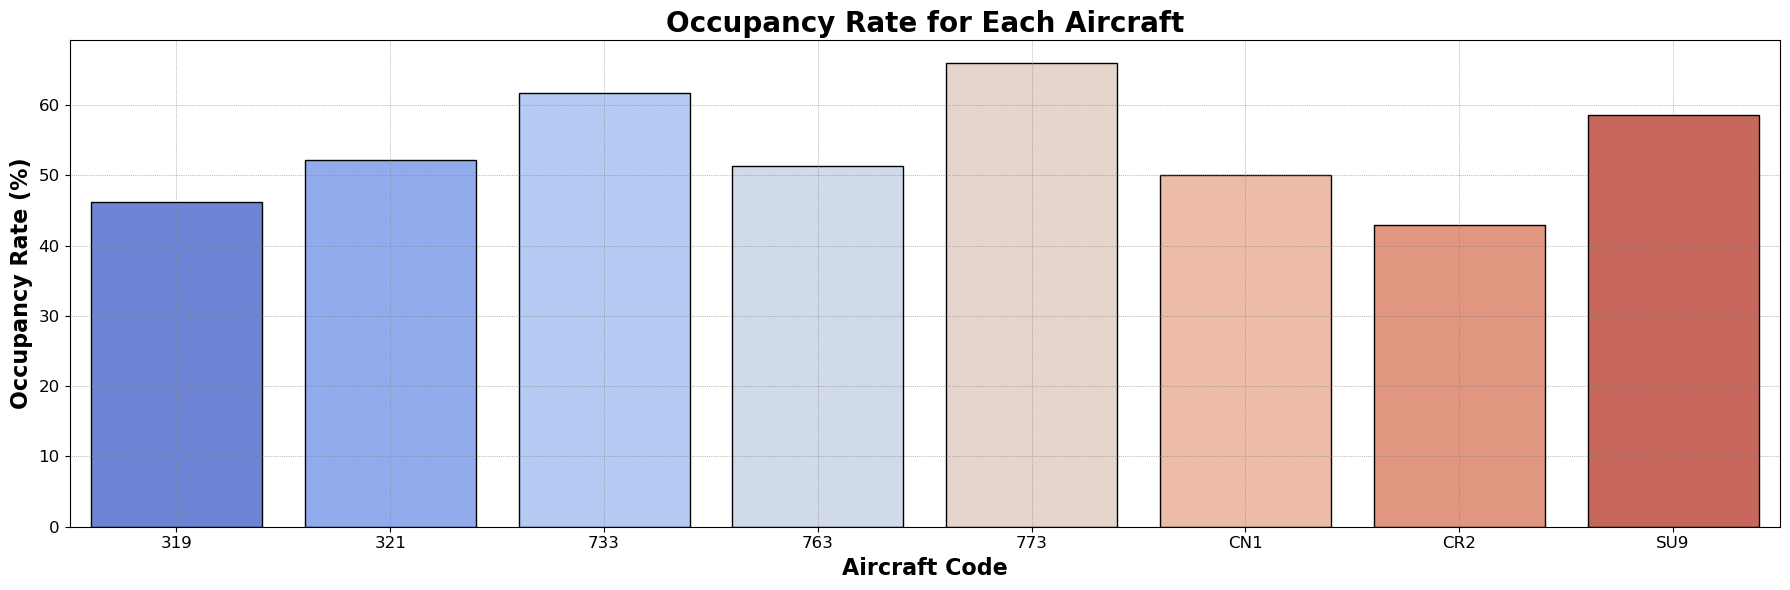 Occupancy Rate for Each Aircraft
Occupancy Rate (%)
60
50
40
30
20
10
0
319 321 733 763 773 CN1 CR2 SU9
Aircraft Code